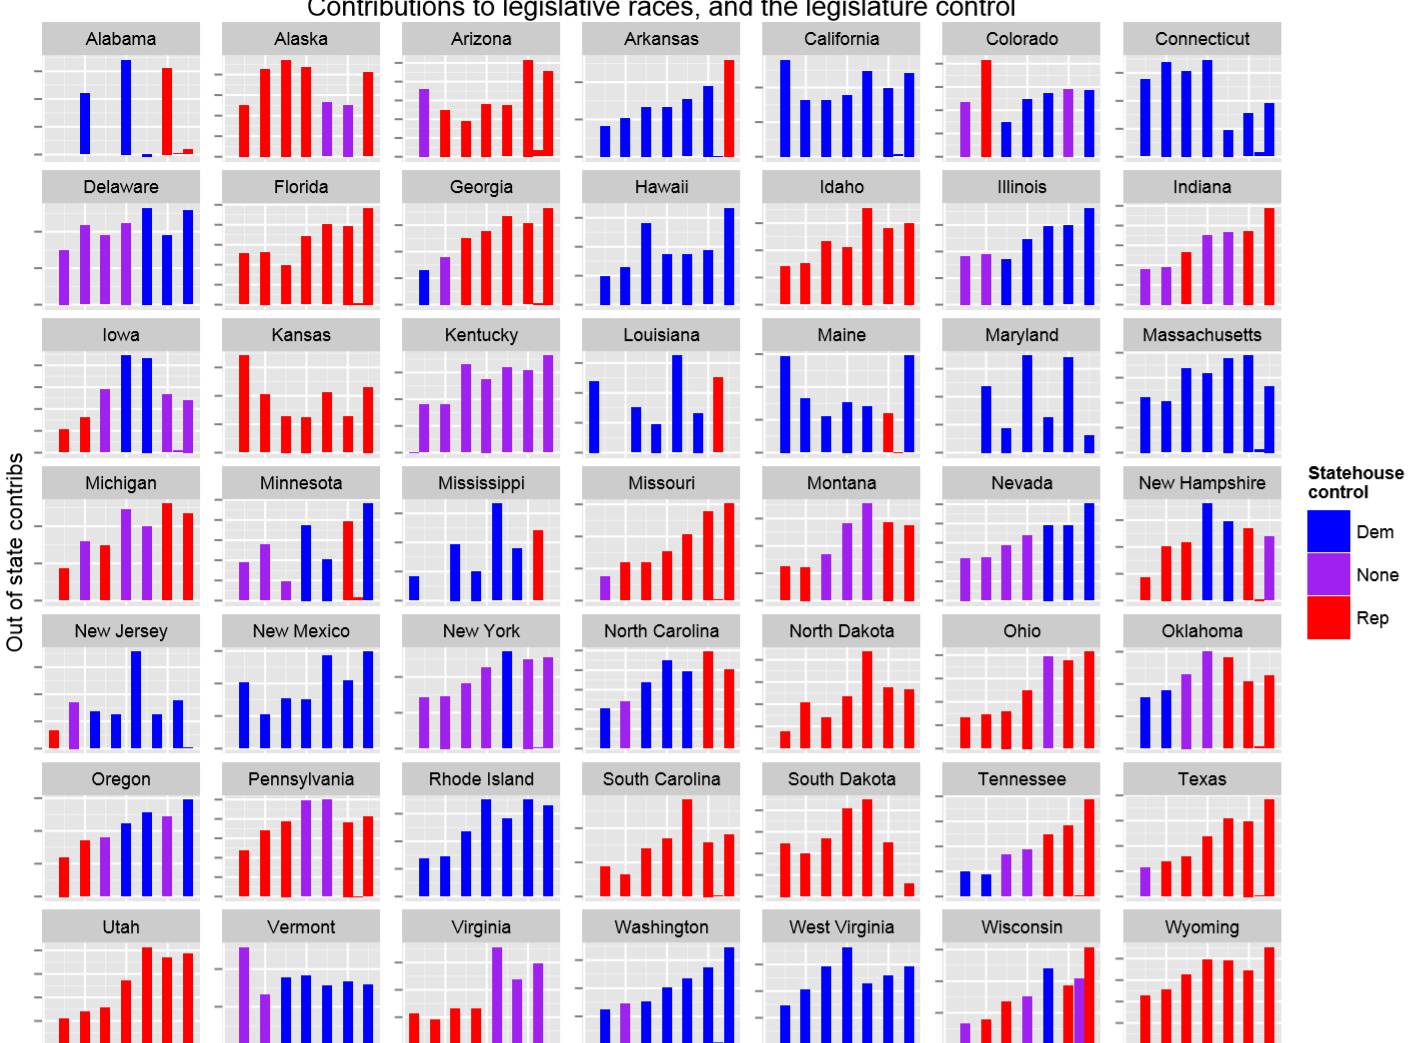 Contributions to legislative races, and the legislature control
Alabama Alaska Arizona Arkansas California Colorado Connecticut
Delaware Florida Georgia Hawaii Idaho Illinois Indiana
Iowa Kansas Kentucky Louisiana Maine Maryland Massachusetts
Michigan Minnesota Mississippi Missouri Montana Nevada New Hampshire
New Jersey New Mexico New York North Carolina North Dakota Ohio Oklahoma
Oregon Pennsylvania Rhode Island South Carolina South Dakota Tennessee Texas
Utah Vermont Virginia Washington West Virginia Wisconsin Wyoming
Out of state contribs
Statehouse
control
Dem
None
Rep